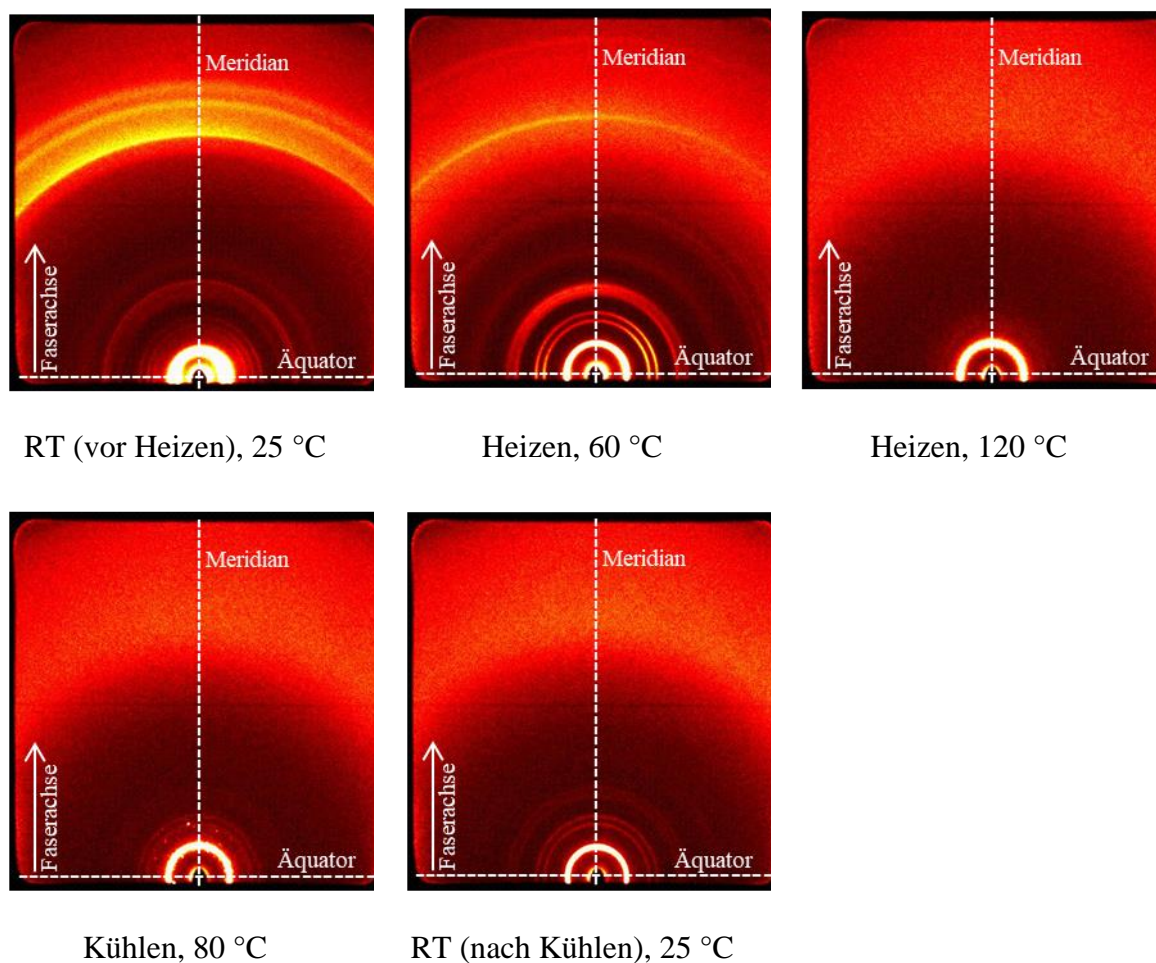 Meridian
Faserachse
Äquator
Meridian
Faserachse
Äquator
Meridian
Faserachse
Äquator
RT (vor Heizen), 25 °C
Heizen, 60 °C
Heizen, 120 °C
Meridian
Faserachse
Äquator
Meridian
Faserachse
Äquator
Kühlen, 80 °C
RT (nach Kühlen), 25 °C